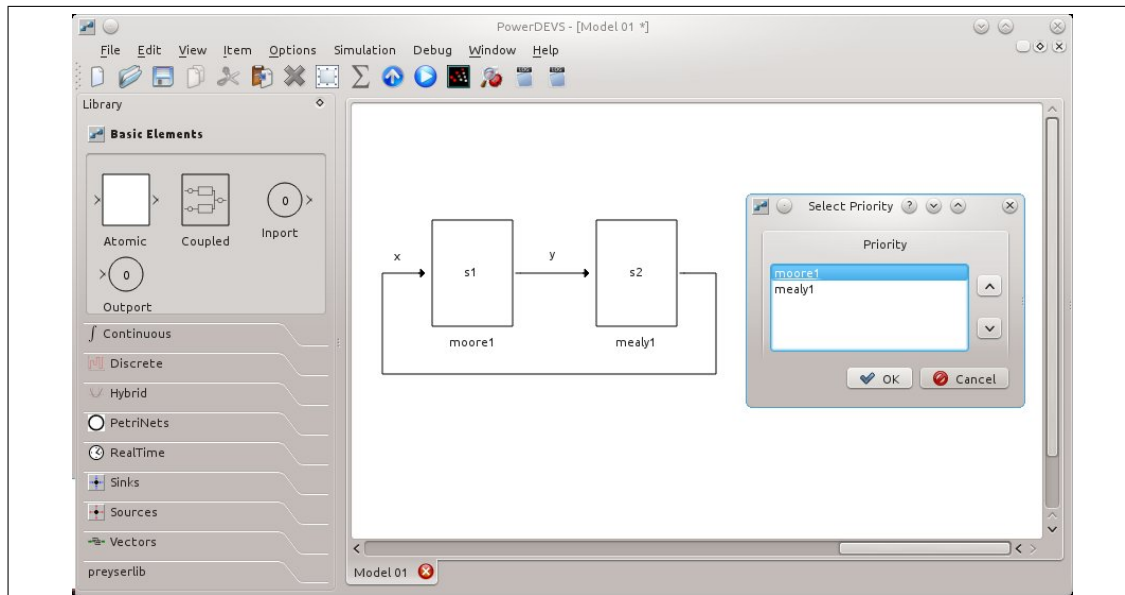 PowerDEVS - [Model 01 *]
File Edit View Item Options Simulation Debug Window Help
LOG LOG
Library
Basic Elements
Atomic
Coupled
0
Inport
0
Outport
Continuous
Discrete
Hybrid
PetriNets
RealTime
Sinks
Sources
Vectors
preyserlib
x
s1
moore1
y
s2
mealy1
Select Priority
Priority
moore1
mealy1
OK
Cancel
Model 01